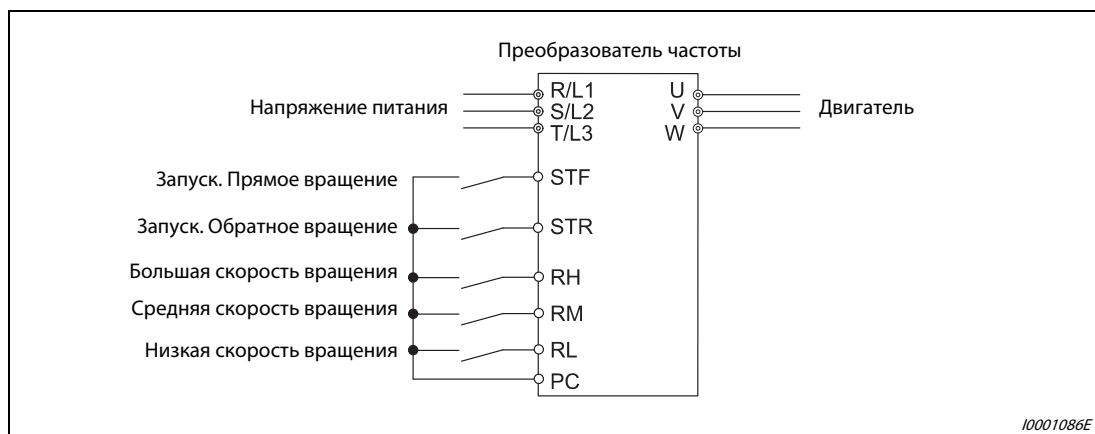 Преобразователь частоты
Напряжение питания
R/L1
S/L2
T/L3
U
V
W
Двигатель
Запуск. Прямое вращение
STF
Запуск. Обратное вращение
STR
Большая скорость вращения
RH
Средняя скорость вращения
RM
Низкая скорость вращения
RL
PC
I0001086E